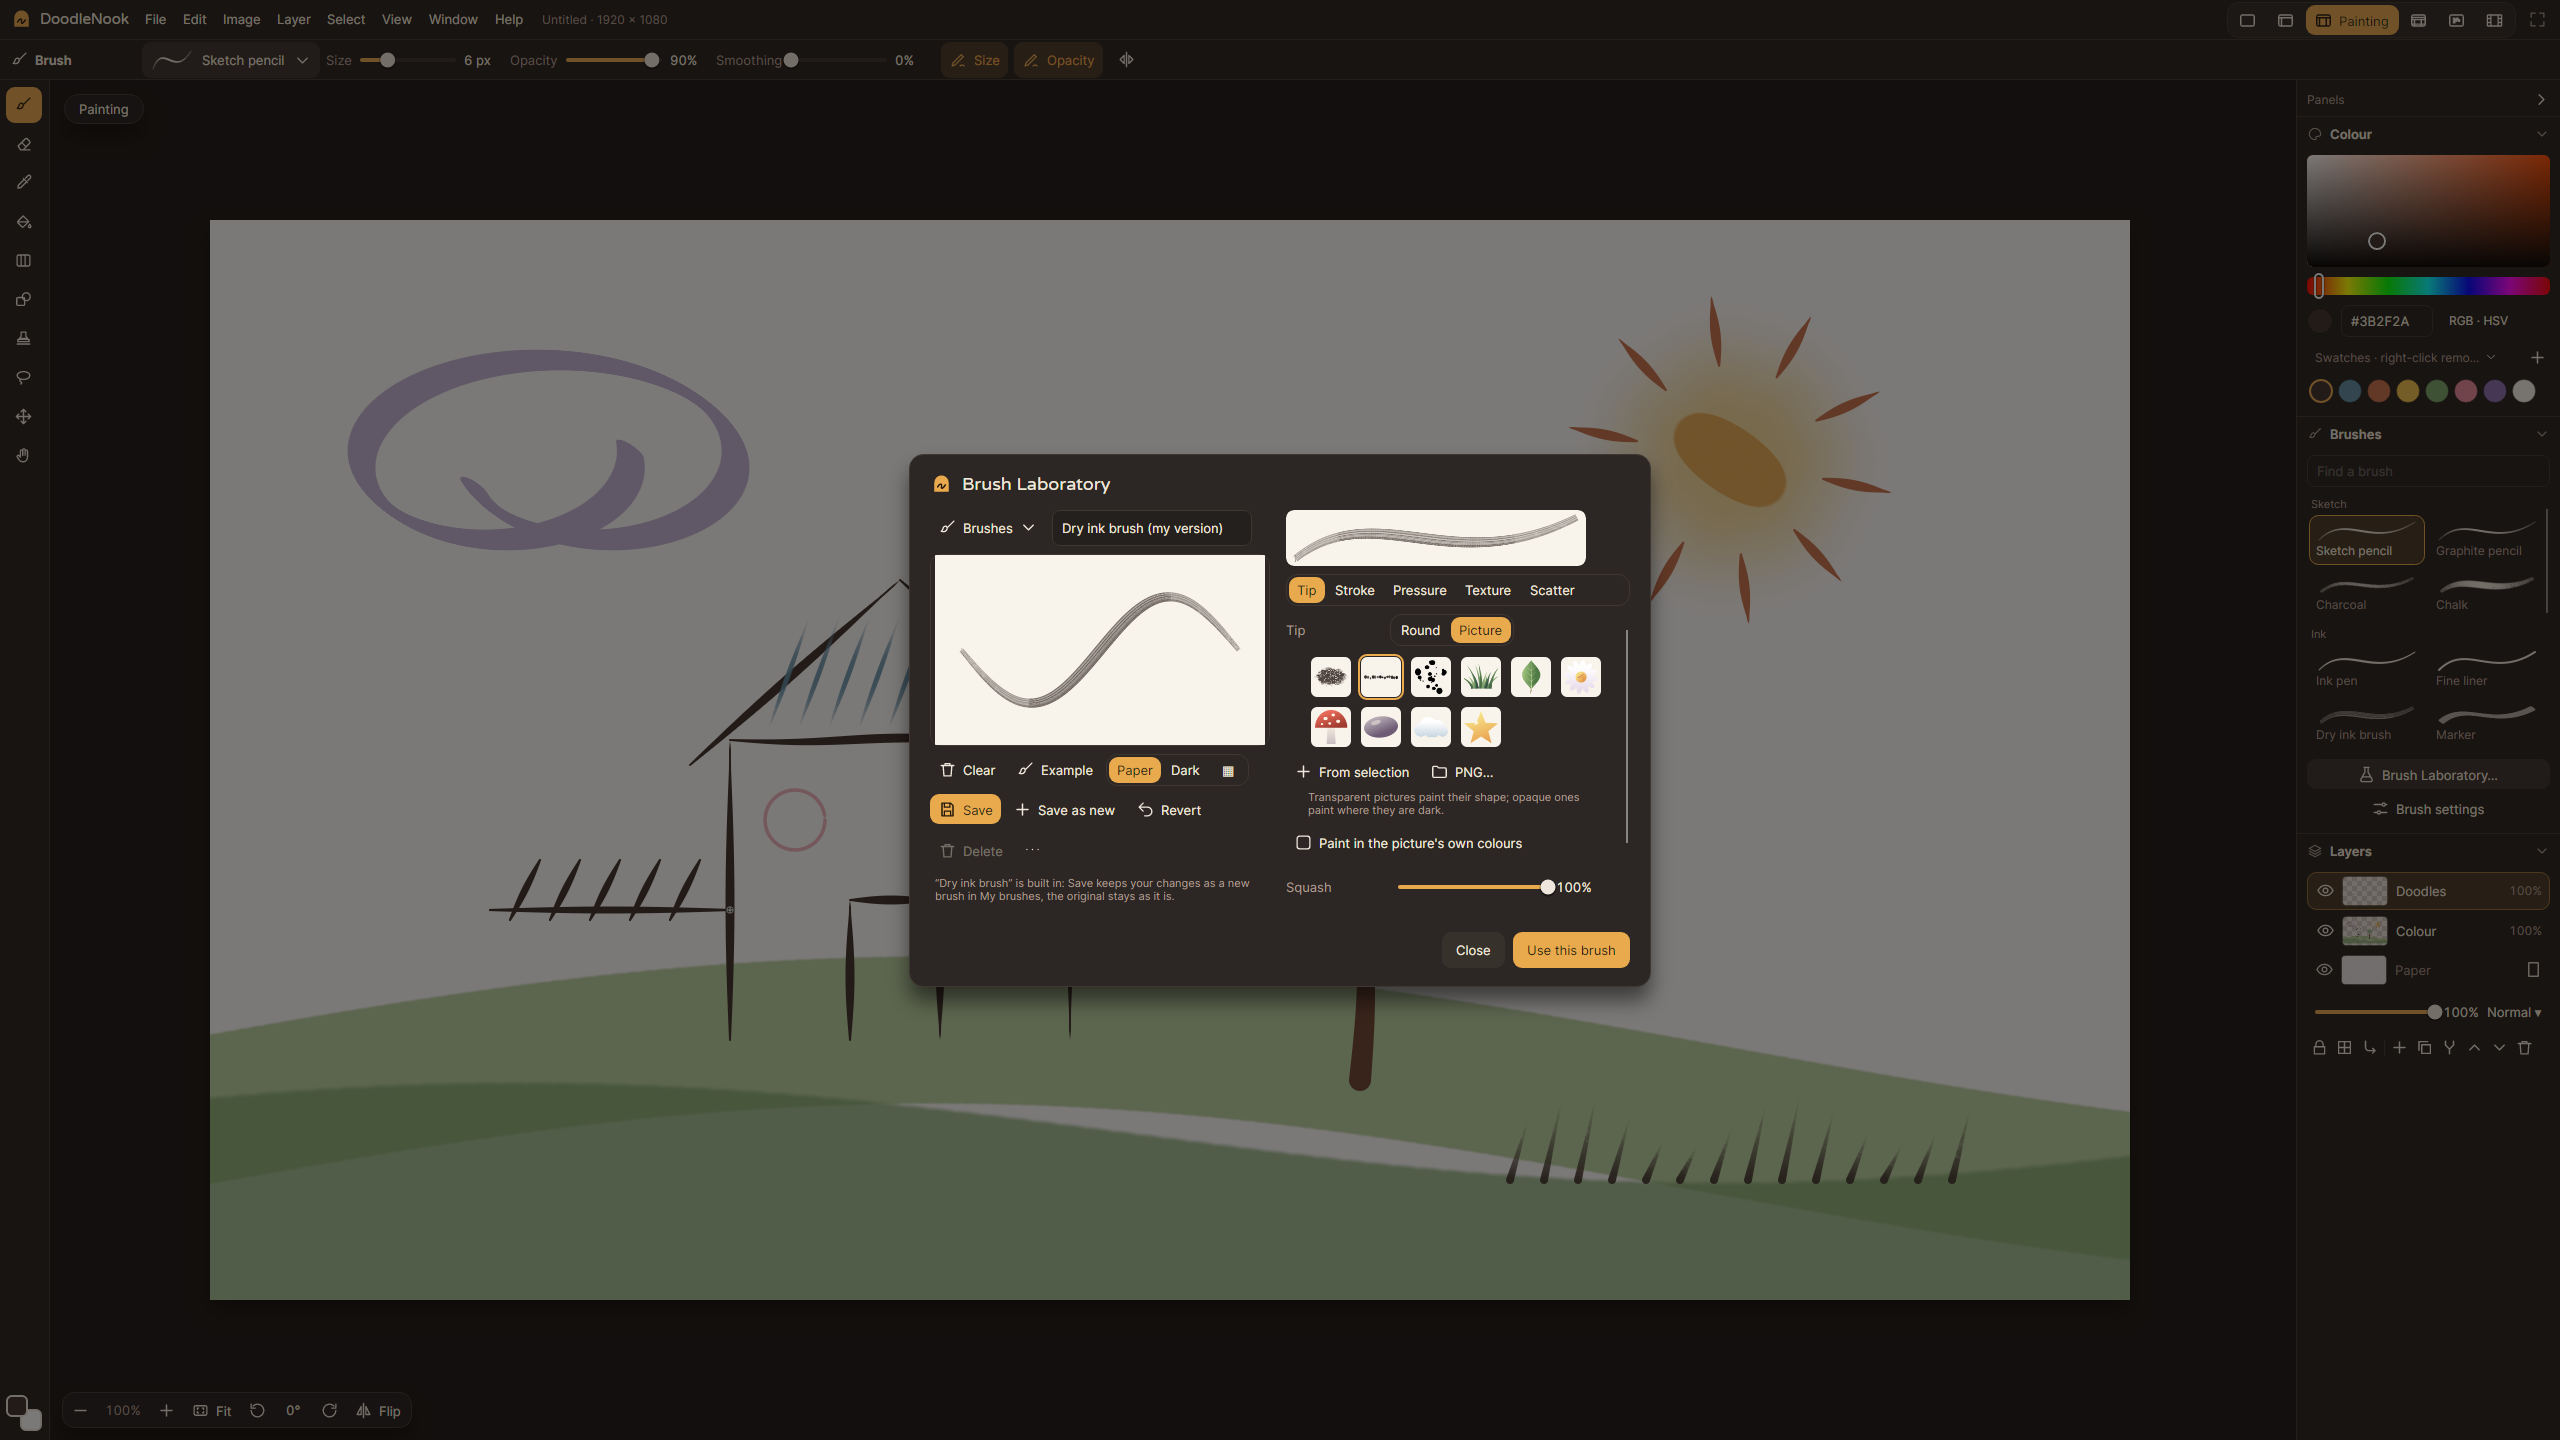 DoodleNook File Edit Image Layer Select View Window Help Untitled · 1920 × 1080 Painting
Brush Sketch pencil Size 6 px Opacity 90% Smoothing 0% Size Opacity
Painting
Panels
Colour
#3B2F2A RGB · HSV
Swatches · right-click remo...
Brushes
Find a brush
Sketch
Sketch pencil Graphite pencil
Charcoal Chalk
Ink
Ink pen Fine liner
Dry ink brush Marker
Brush Laboratory...
Brush settings
Layers
Doodles 100%
Colour 100%
Paper
100% Normal
Brush Laboratory
Brushes Dry ink brush (my version)
Clear Example Paper Dark
Save Save as new Revert
Delete ...
"Dry ink brush" is built in: Save keeps your changes as a new
brush in My brushes, the original stays as it is.
Tip Stroke Pressure Texture Scatter
Tip Round Picture
From selection PNG...
Transparent pictures paint their shape; opaque ones
paint where they are dark.
Paint in the picture's own colours
Squash 100%
Close Use this brush
100% Fit 0° Flip